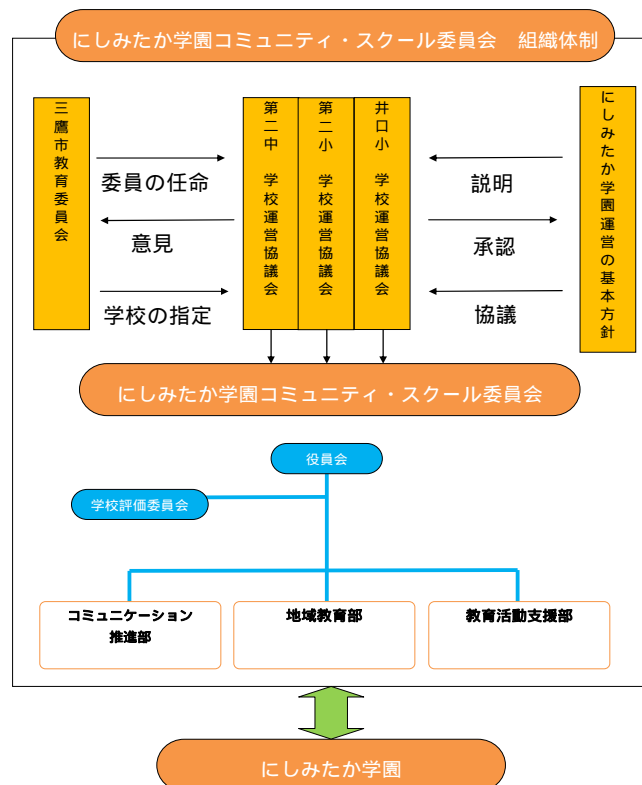 にしみたか学園コミュニティ・スクール委員会　組織体制
三鷹市教育委員会
委員の任命
意見
学校の指定
第二中　学校運営協議会
第二小　学校運営協議会
井口小　学校運営協議会
説明
承認
協議
にしみたか学園運営の基本方針
にしみたか学園コミュニティ・スクール委員会
役員会
学校評価委員会
コミュニケーション
推進部
地域教育部
教育活動支援部
にしみたか学園